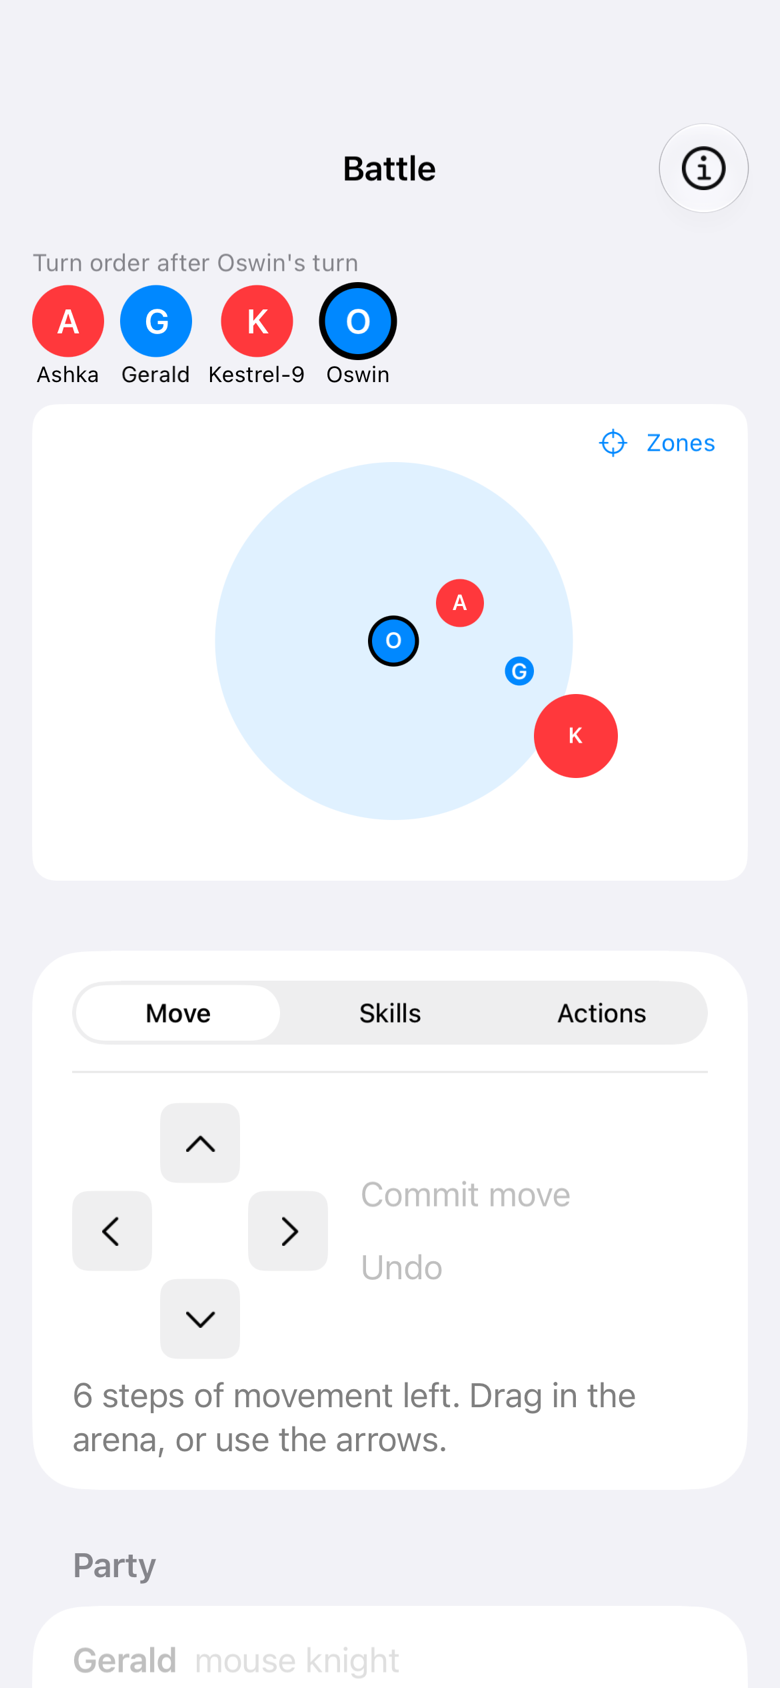 Battle
Turn order after Oswin's turn
A G K O
Ashka Gerald Kestrel-9 Oswin
Zones
A
O
G
K
Move Skills Actions
Commit move
Undo
6 steps of movement left. Drag in the
arena, or use the arrows.
Party
Gerald mouse knight